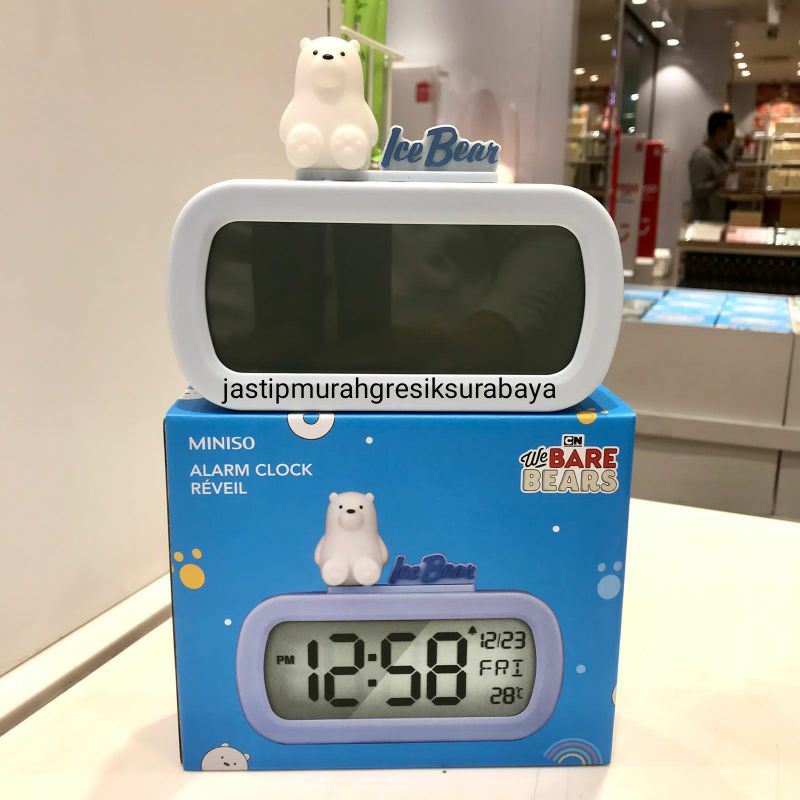 Ice Bear
jastipmurahgresiksurabaya
MINISO
ALARM CLOCK
RÉVEIL
CN
We BARE
BEARS
Ice Bear
PM 12:58
12/23
FRI
28℃